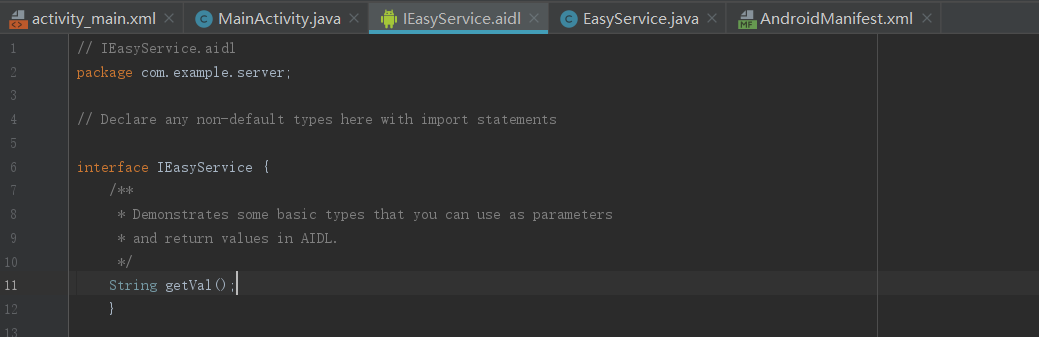 activity_main.xml MainActivity.java IEasyService.aidl EasyService.java AndroidManifest.xml
1 // IEasyService.aidl
2 package com.example.server;
3
4 // Declare any non-default types here with import statements
5
6 interface IEasyService {
7 /**
8 * Demonstrates some basic types that you can use as parameters
9 * and return values in AIDL.
10 */
11 String getVal();
12 }
13